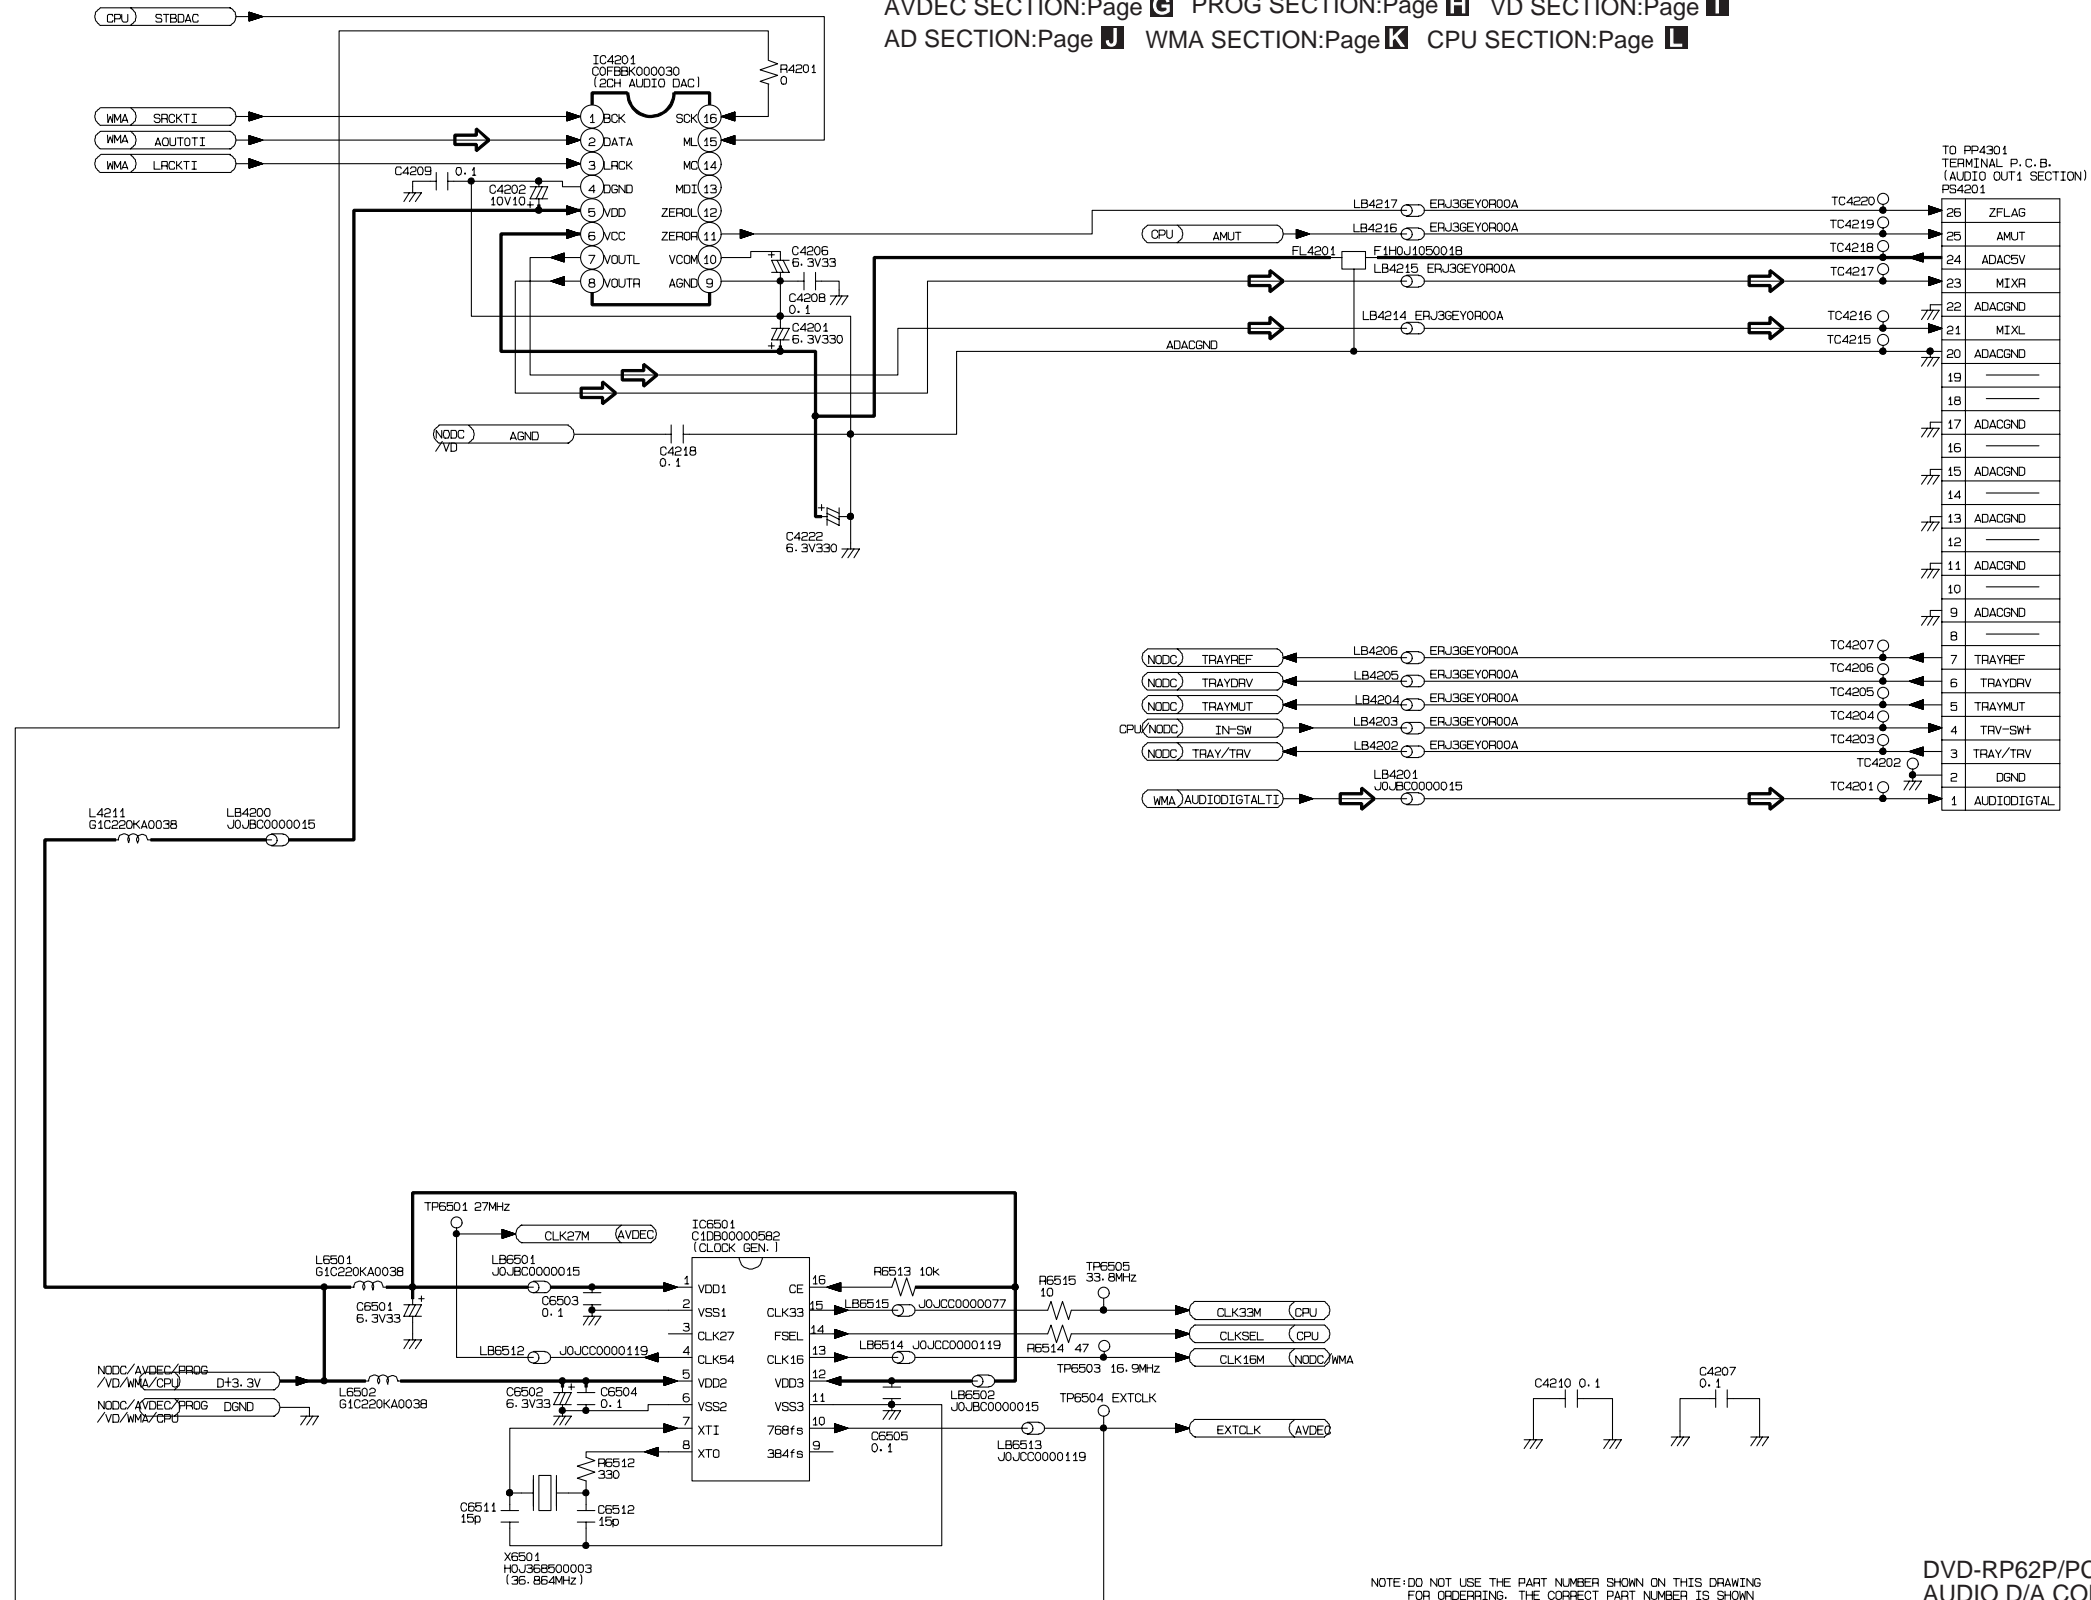 AVDEC SECTION:Page G PROG SECTION:Page H VD SECTION:Page I
AD SECTION:Page J WMA SECTION:Page K CPU SECTION:Page L
CPU STBDAC
IC4201
C0FBBK000030
(2CH AUDIO DAC)
R4201
0
WMA SRCKTI
WMA AOUTOTI
WMA LRCKTI
1 BCK
2 DATA
3 LRCK
4 DGND
5 VDD
6 VCC
7 VOUTL
8 VOUTR
SCK 16
ML 15
MC 14
MDI 13
ZEROL 12
ZEROR 11
VCOM 10
AGND 9
C4209 0.1
C4202
10V10
+
C4206
+ 6.3V33
C4208
0.1
C4201
+ 6.3V330
NODC
/VD
AGND
C4218
0.1
+
C4222
6.3V330
TO PP4301
TERMINAL P.C.B.
(AUDIO OUT1 SECTION)
PS4201
LB4217 ERJ3GEY0R00A TC4220
26 ZFLAG
CPU AMUT LB4216 ERJ3GEY0R00A TC4219
25 AMUT
FL4201 F1H0J1050018 TC4218
24 ADAC5V
LB4215 ERJ3GEY0R00A TC4217
23 MIXR
22 ADACGND
LB4214 ERJ3GEY0R00A TC4216
21 MIXL
ADACGND TC4215
20 ADACGND
19
18
17 ADACGND
16
15 ADACGND
14
13 ADACGND
12
11 ADACGND
10
9 ADACGND
8
NODC TRAYREF LB4206 ERJ3GEY0R00A TC4207
7 TRAYREF
NODC TRAYDRV LB4205 ERJ3GEY0R00A TC4206
6 TRAYDRV
NODC TRAYMUT LB4204 ERJ3GEY0R00A TC4205
5 TRAYMUT
CPU/NODC IN-SW LB4203 ERJ3GEY0R00A TC4204
4 TRV-SW+
NODC TRAY/TRV LB4202 ERJ3GEY0R00A TC4203
3 TRAY/TRV
TC4202
2 DGND
LB4201
J0JBC0000015
WMA AUDIODIGTALTI TC4201
1 AUDIODIGTAL
L4211
G1C220KA0038
LB4200
J0JBC0000015
TP6501 27MHz
CLK27M AVDEC
IC6501
C1DB00000582
(CLOCK GEN.)
L6501
G1C220KA0038
LB6501
J0JBC0000015
C6501
6.3V33
+
C6503
0.1
LB6512 J0JCC0000119
1 VDD1
2 VSS1
3 CLK27
4 CLK54
5 VDD2
6 VSS2
7 XTI
8 XTO
CE 16
CLK33 15
FSEL 14
CLK16 13
VDD3 12
VSS3 11
768fs 10
384fs 9
R6513 10k
LB6515 J0JCC0000077
R6515
10
TP6505
33.8MHz
CLK33M CPU
CLKSEL CPU
R6514 47
LB6514 J0JCC0000119
TP6503 16.9MHz
CLK16M NODC/WMA
NODC/AVDEC/PROG
/VD/WMA/CPU D+3.3V
NODC/AVDEC/PROG
/VD/WMA/CPU DGND
L6502
G1C220KA0038
C6502
6.3V33
+
C6504
0.1
LB6502
J0JBC0000015
TP6504 EXTCLK
C6505
0.1
LB6513
J0JCC0000119
EXTCLK AVDEC
R6512
330
C6511
15p
C6512
15p
X6501
H0J368500003
(36.864MHz)
C4210 0.1
C4207
0.1
NOTE:DO NOT USE THE PART NUMBER SHOWN ON THIS DRAWING
FOR ORDERRING. THE CORRECT PART NUMBER IS SHOWN
DVD-RP62P/PC
AUDIO D/A CO